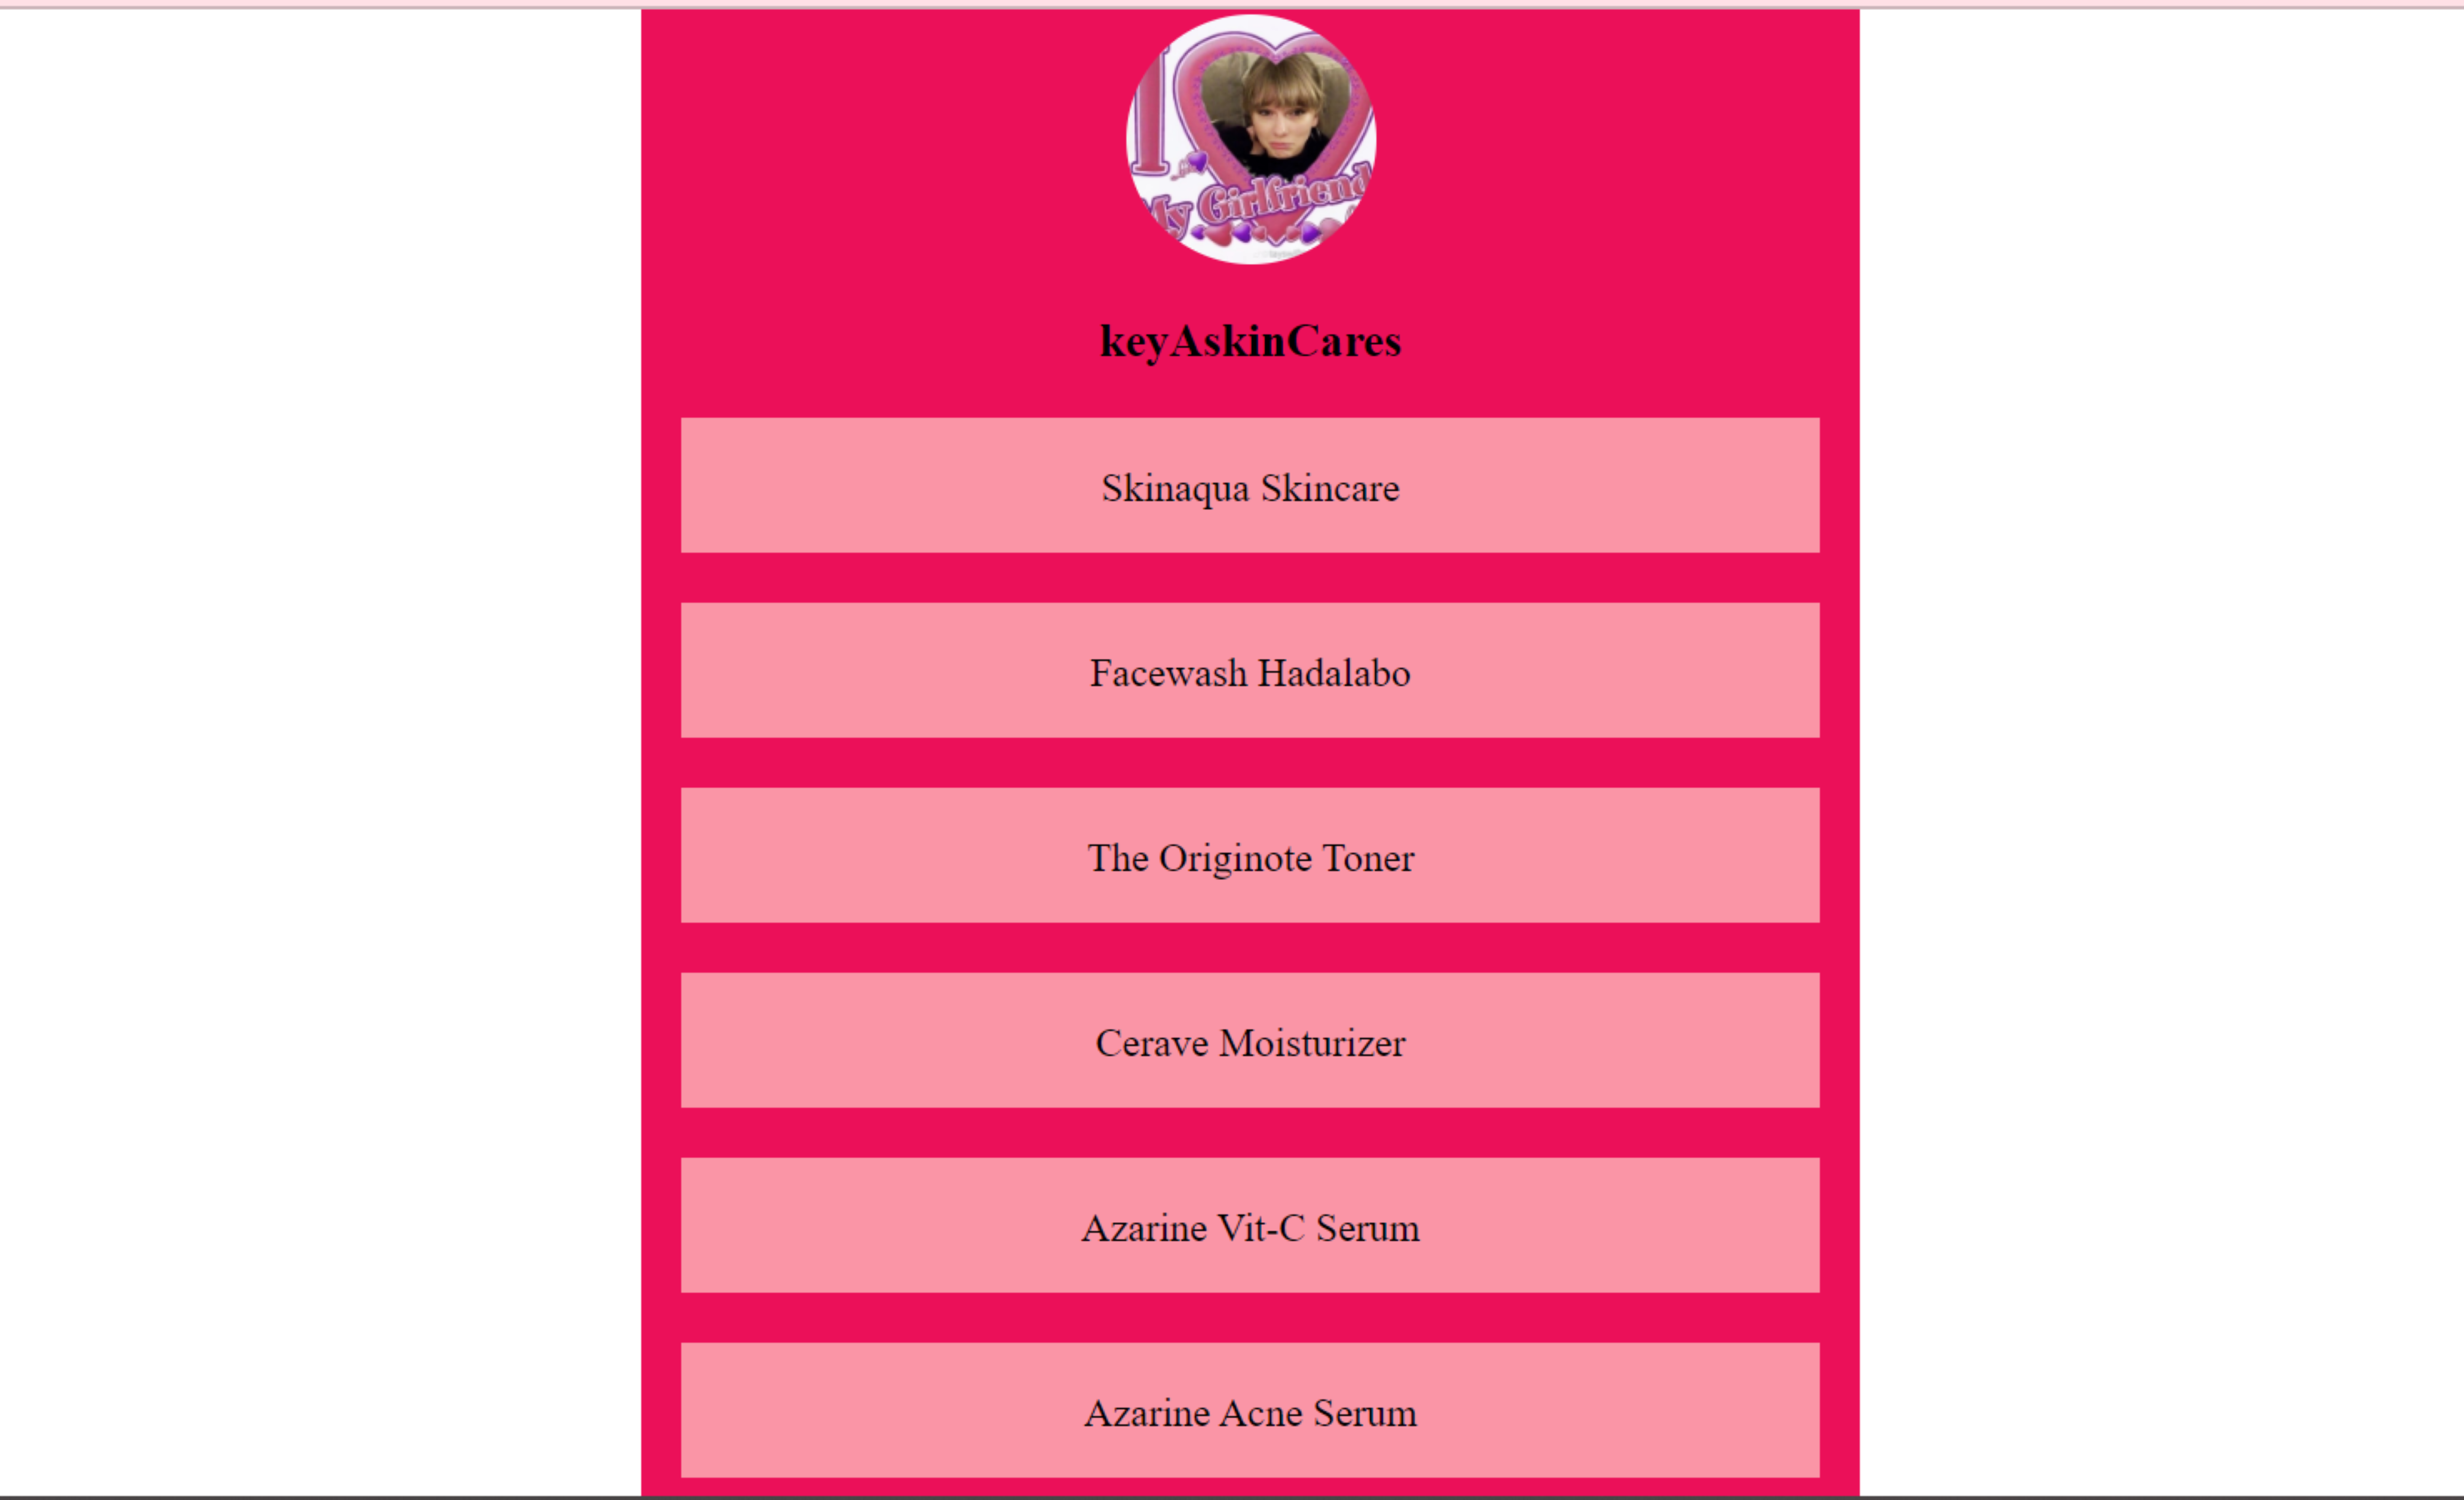 I
My Girlfriend
keyAskinCares
Skinaqua Skincare
Facewash Hadalabo
The Originote Toner
Cerave Moisturizer
Azarine Vit-C Serum
Azarine Acne Serum